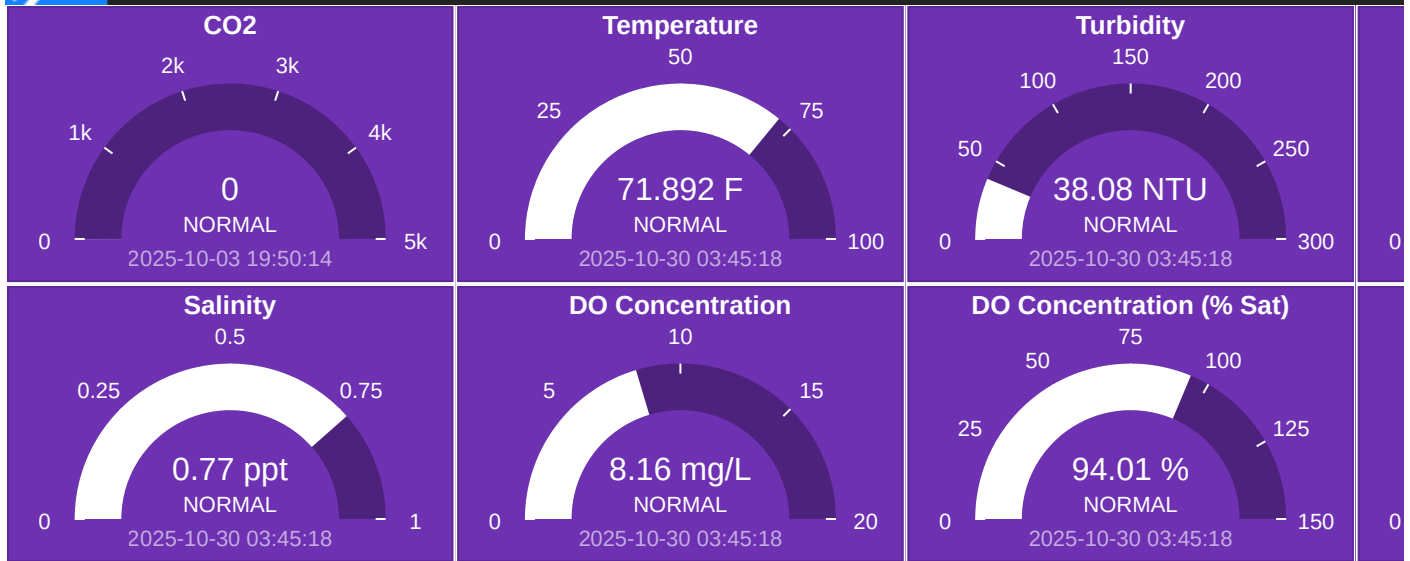 CO2
0
1k
2k
3k
4k
5k
0
NORMAL
2025-10-03 19:50:14
Temperature
0
25
50
75
100
71.892 F
NORMAL
2025-10-30 03:45:18
Turbidity
0
50
100
150
200
250
300
38.08 NTU
NORMAL
2025-10-30 03:45:18
0
Salinity
0
0.25
0.5
0.75
1
0.77 ppt
NORMAL
2025-10-30 03:45:18
DO Concentration
0
5
10
15
20
8.16 mg/L
NORMAL
2025-10-30 03:45:18
DO Concentration (% Sat)
0
25
50
75
100
125
150
94.01 %
NORMAL
2025-10-30 03:45:18
0